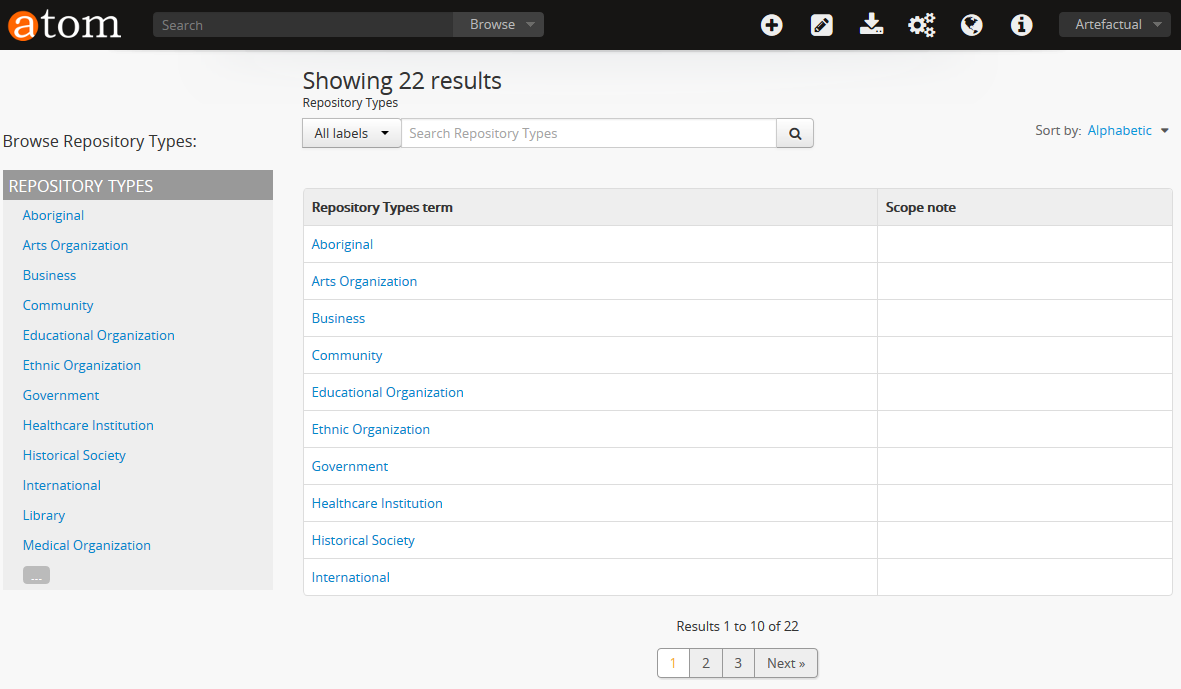 atom
Search
Browse
Artefactual
Showing 22 results
Repository Types
All labels
Search Repository Types
Sort by: Alphabetic
Browse Repository Types:
REPOSITORY TYPES
Aboriginal
Arts Organization
Business
Community
Educational Organization
Ethnic Organization
Government
Healthcare Institution
Historical Society
International
Library
Medical Organization
...
Repository Types term
Scope note
Aboriginal
Arts Organization
Business
Community
Educational Organization
Ethnic Organization
Government
Healthcare Institution
Historical Society
International
Results 1 to 10 of 22
1 2 3 Next »